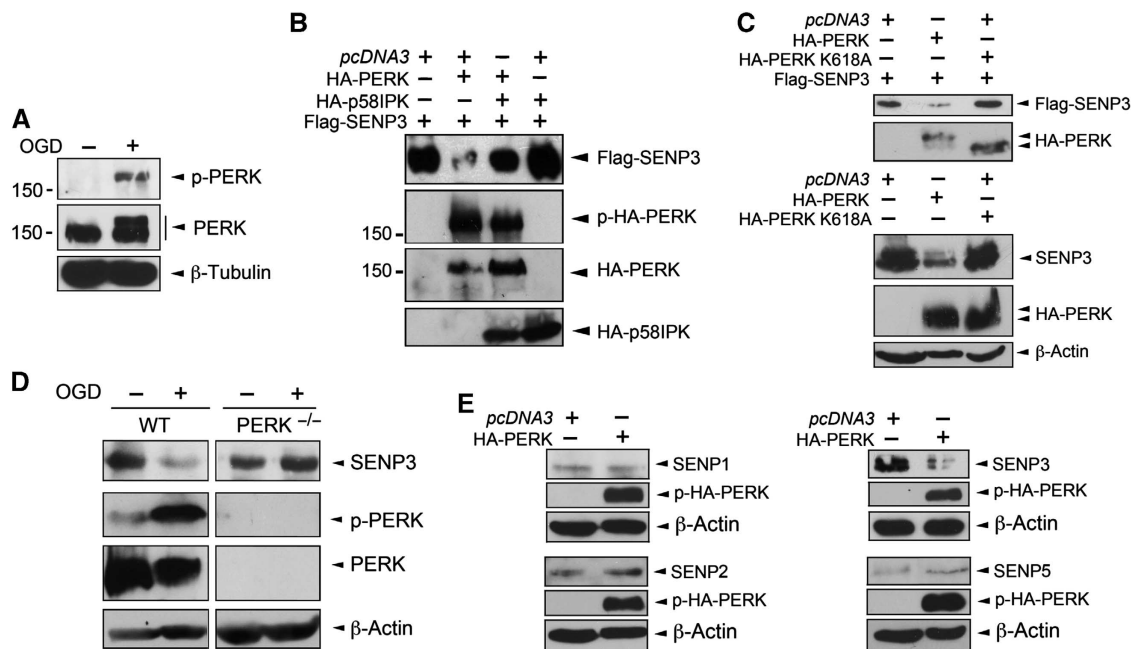 A
OGD – +
150 -
p-PERK
150 -
PERK
β-Tubulin
B
pcDNA3 + + – +
HA-PERK – + + –
HA-p58IPK – – + +
Flag-SENP3 + + + +
Flag-SENP3
p-HA-PERK
150 -
150 -
HA-PERK
HA-p58IPK
C
pcDNA3 + – +
HA-PERK – + –
HA-PERK K618A – – +
Flag-SENP3 + + +
Flag-SENP3
HA-PERK
pcDNA3 + – +
HA-PERK – + –
HA-PERK K618A – – +
SENP3
HA-PERK
β-Actin
D
OGD – + – +
WT PERK –/–
SENP3
p-PERK
PERK
β-Actin
E
pcDNA3 + –
HA-PERK – +
SENP1
p-HA-PERK
β-Actin
SENP2
p-HA-PERK
β-Actin
pcDNA3 + –
HA-PERK – +
SENP3
p-HA-PERK
β-Actin
SENP5
p-HA-PERK
β-Actin